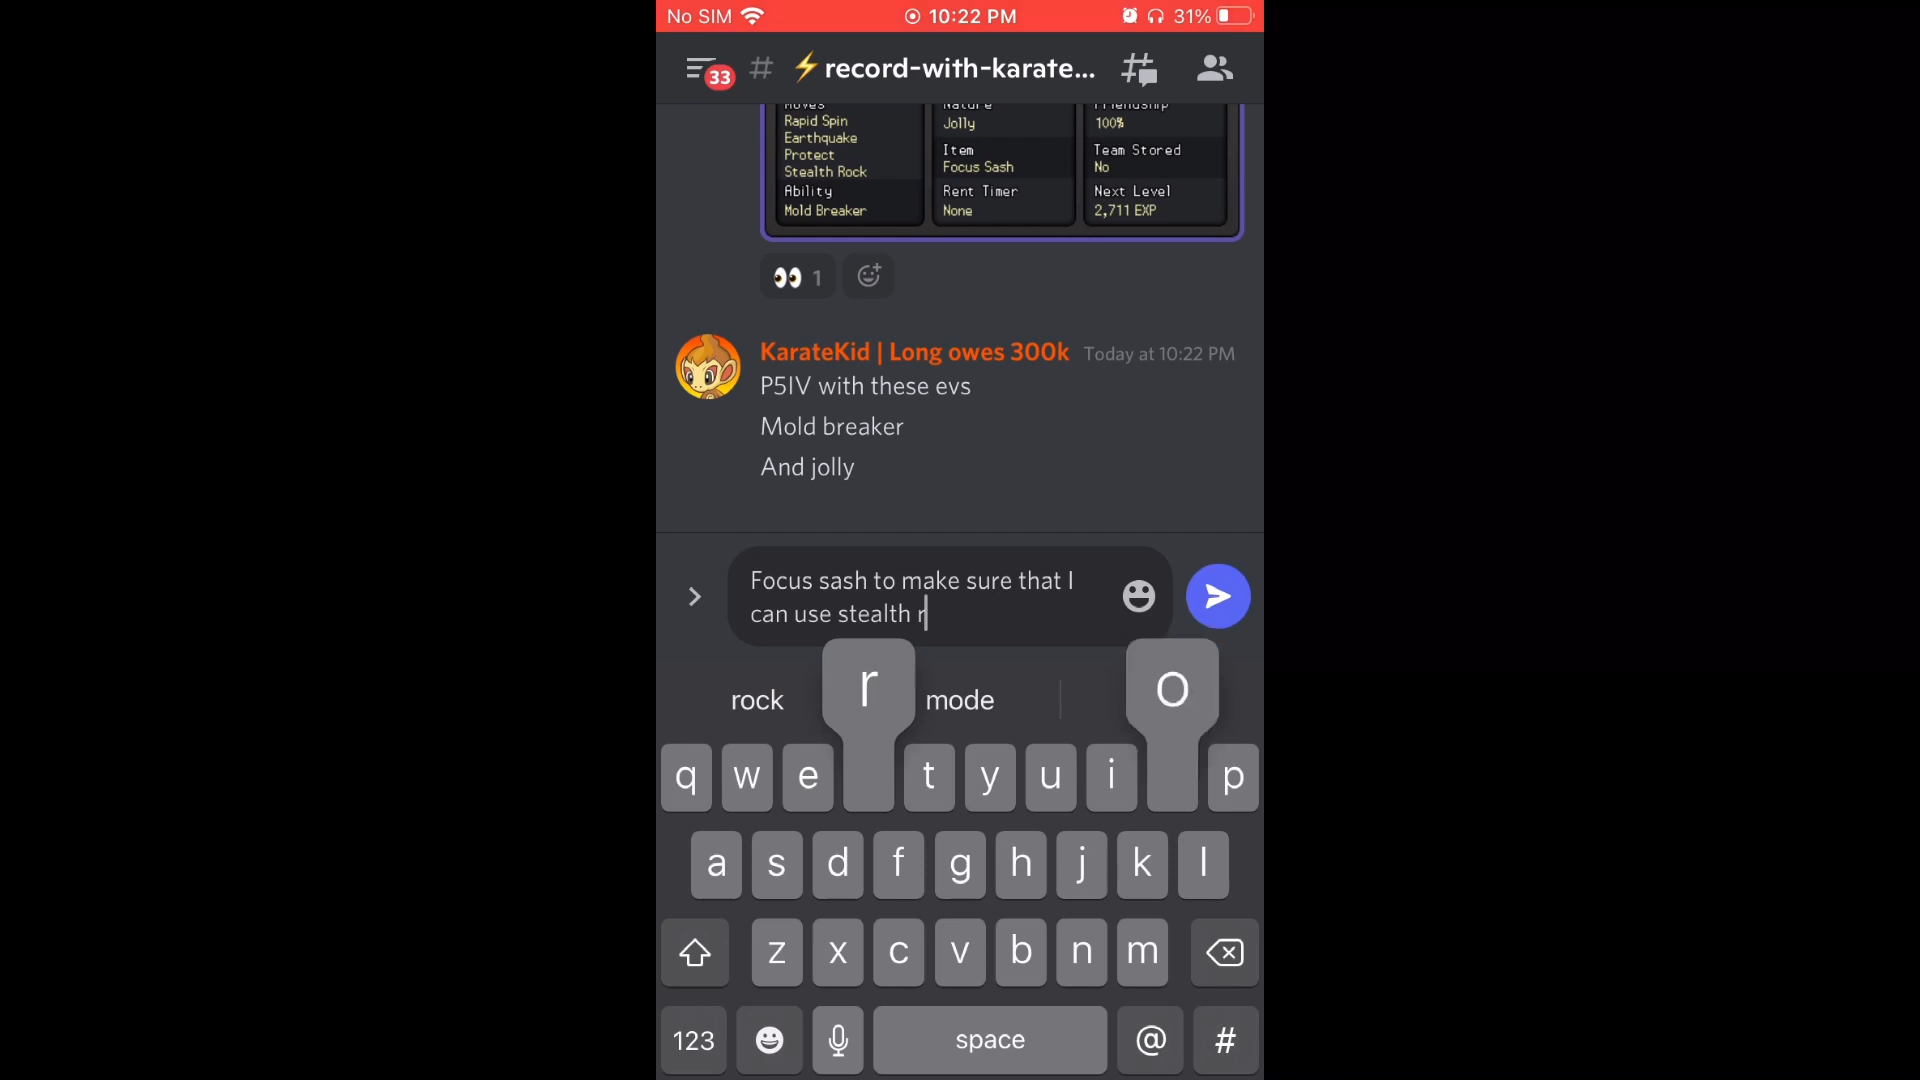 No SIM 10:22 PM 31%
33 # ⚡record-with-karate...
Moves Nature Friendship
Rapid Spin Jolly 100%
Earthquake Item Team Stored
Protect Focus Sash No
Stealth Rock
Ability Rent Timer Next Level
Mold Breaker None 2,711 EXP
👀 1
KarateKid | Long owes 300k Today at 10:22 PM
P5IV with these evs
Mold breaker
And jolly
Focus sash to make sure that I
can use stealth r
rock r mode o
q w e t y u i p
a s d f g h j k l
z x c v b n m
123 space @ #